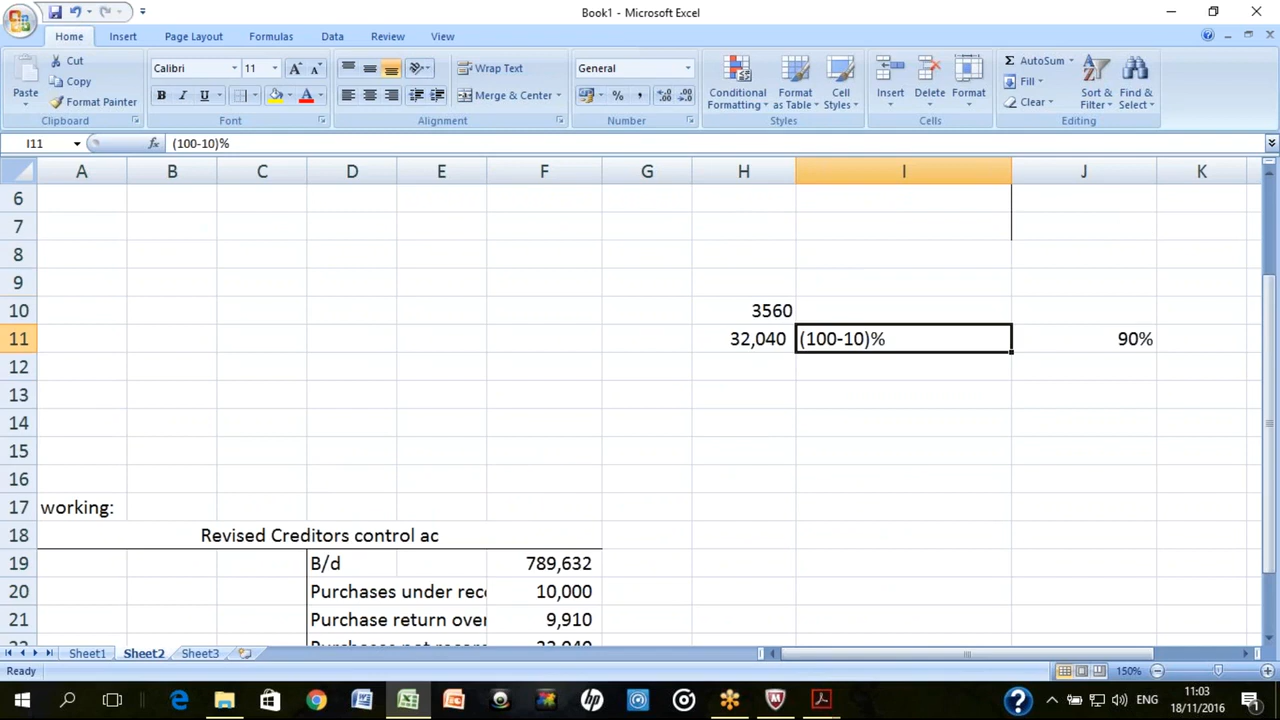 Book1 - Microsoft Excel
Home Insert Page Layout Formulas Data Review View
Paste
Cut
Copy
Format Painter
Clipboard
Calibri 11
B I U
Font
Wrap Text
Merge & Center
Alignment
General
% ,
Number
Conditional Formatting
Format as Table
Cell Styles
Styles
Insert Delete Format
Cells
Σ AutoSum
Fill
Clear
Sort & Filter
Find & Select
Editing
I11 fx (100-10)%
A B C D E F G H I J K
6
7
8
9
10 3560
11 32,040 (100-10)% 90%
12
13
14
15
16
17 working:
18 Revised Creditors control ac
19 B/d 789,632
20 Purchases under reco 10,000
21 Purchase return over 9,910
Sheet1 Sheet2 Sheet3
Ready 150%
ENG 11:03
18/11/2016